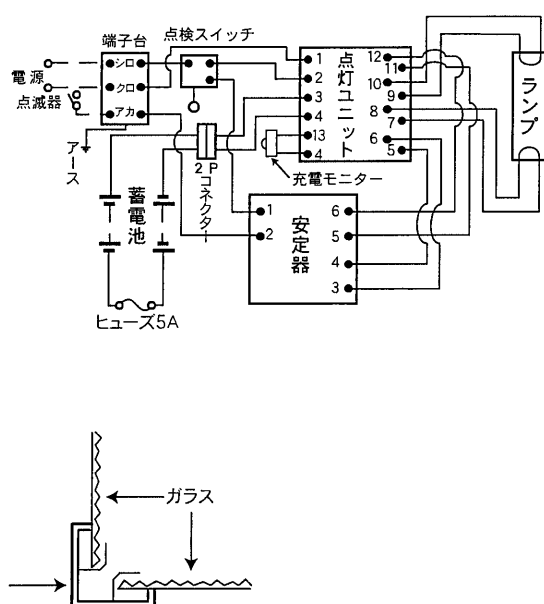 端子台
点検スイッチ
電源
点滅器
シロ
クロ
アカ
アース
蓄電池
ヒューズ5A
2Pコネクター
点灯ユニット
1
2
3
4
13
4
12
11
10
9
8
7
6
5
充電モニター
ランプ
安定器
1
2
6
5
4
3
ガラス